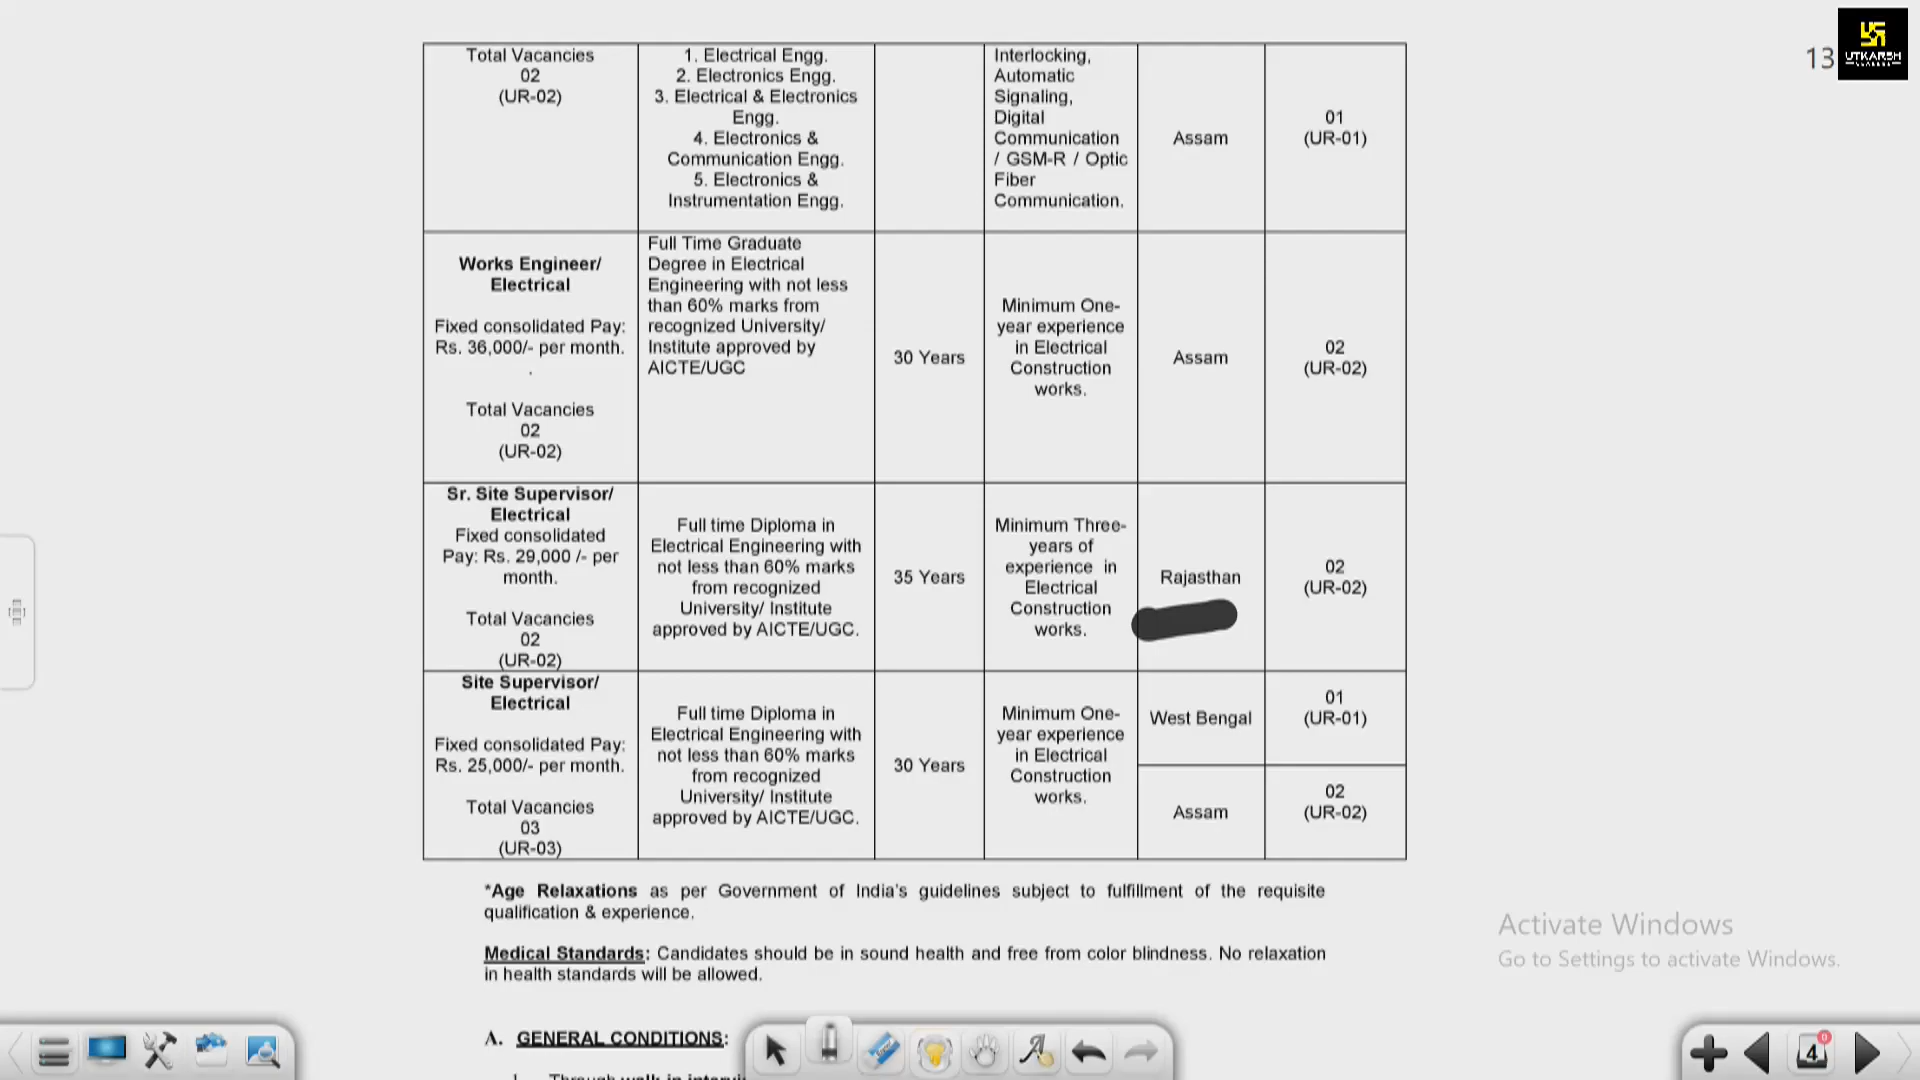 13
UTKARSH
CLASSES
Total Vacancies
02
(UR-02)
1. Electrical Engg.
2. Electronics Engg.
3. Electrical & Electronics
Engg.
4. Electronics &
Communication Engg.
5. Electronics &
Instrumentation Engg.
Interlocking,
Automatic
Signaling,
Digital
Communication
/ GSM-R / Optic
Fiber
Communication.
Assam
01
(UR-01)
Works Engineer/
Electrical
Fixed consolidated Pay:
Rs. 36,000/- per month.
.
Total Vacancies
02
(UR-02)
Full Time Graduate
Degree in Electrical
Engineering with not less
than 60% marks from
recognized University/
Institute approved by
AICTE/UGC
30 Years
Minimum One-
year experience
in Electrical
Construction
works.
Assam
02
(UR-02)
Sr. Site Supervisor/
Electrical
Fixed consolidated
Pay: Rs. 29,000 /- per
month.
Total Vacancies
02
(UR-02)
Full time Diploma in
Electrical Engineering with
not less than 60% marks
from recognized
University/ Institute
approved by AICTE/UGC.
35 Years
Minimum Three-
years of
experience in
Electrical
Construction
works.
Rajasthan
02
(UR-02)
Site Supervisor/
Electrical
Fixed consolidated Pay:
Rs. 25,000/- per month.
Total Vacancies
03
(UR-03)
Full time Diploma in
Electrical Engineering with
not less than 60% marks
from recognized
University/ Institute
approved by AICTE/UGC.
30 Years
Minimum One-
year experience
in Electrical
Construction
works.
West Bengal
01
(UR-01)
Assam
02
(UR-02)
*Age Relaxations as per Government of India's guidelines subject to fulfillment of the requisite
qualification & experience.
Medical Standards: Candidates should be in sound health and free from color blindness. No relaxation
in health standards will be allowed.
Activate Windows
Go to Settings to activate Windows.
A. GENERAL CONDITIONS:
Through walk-in
4
0